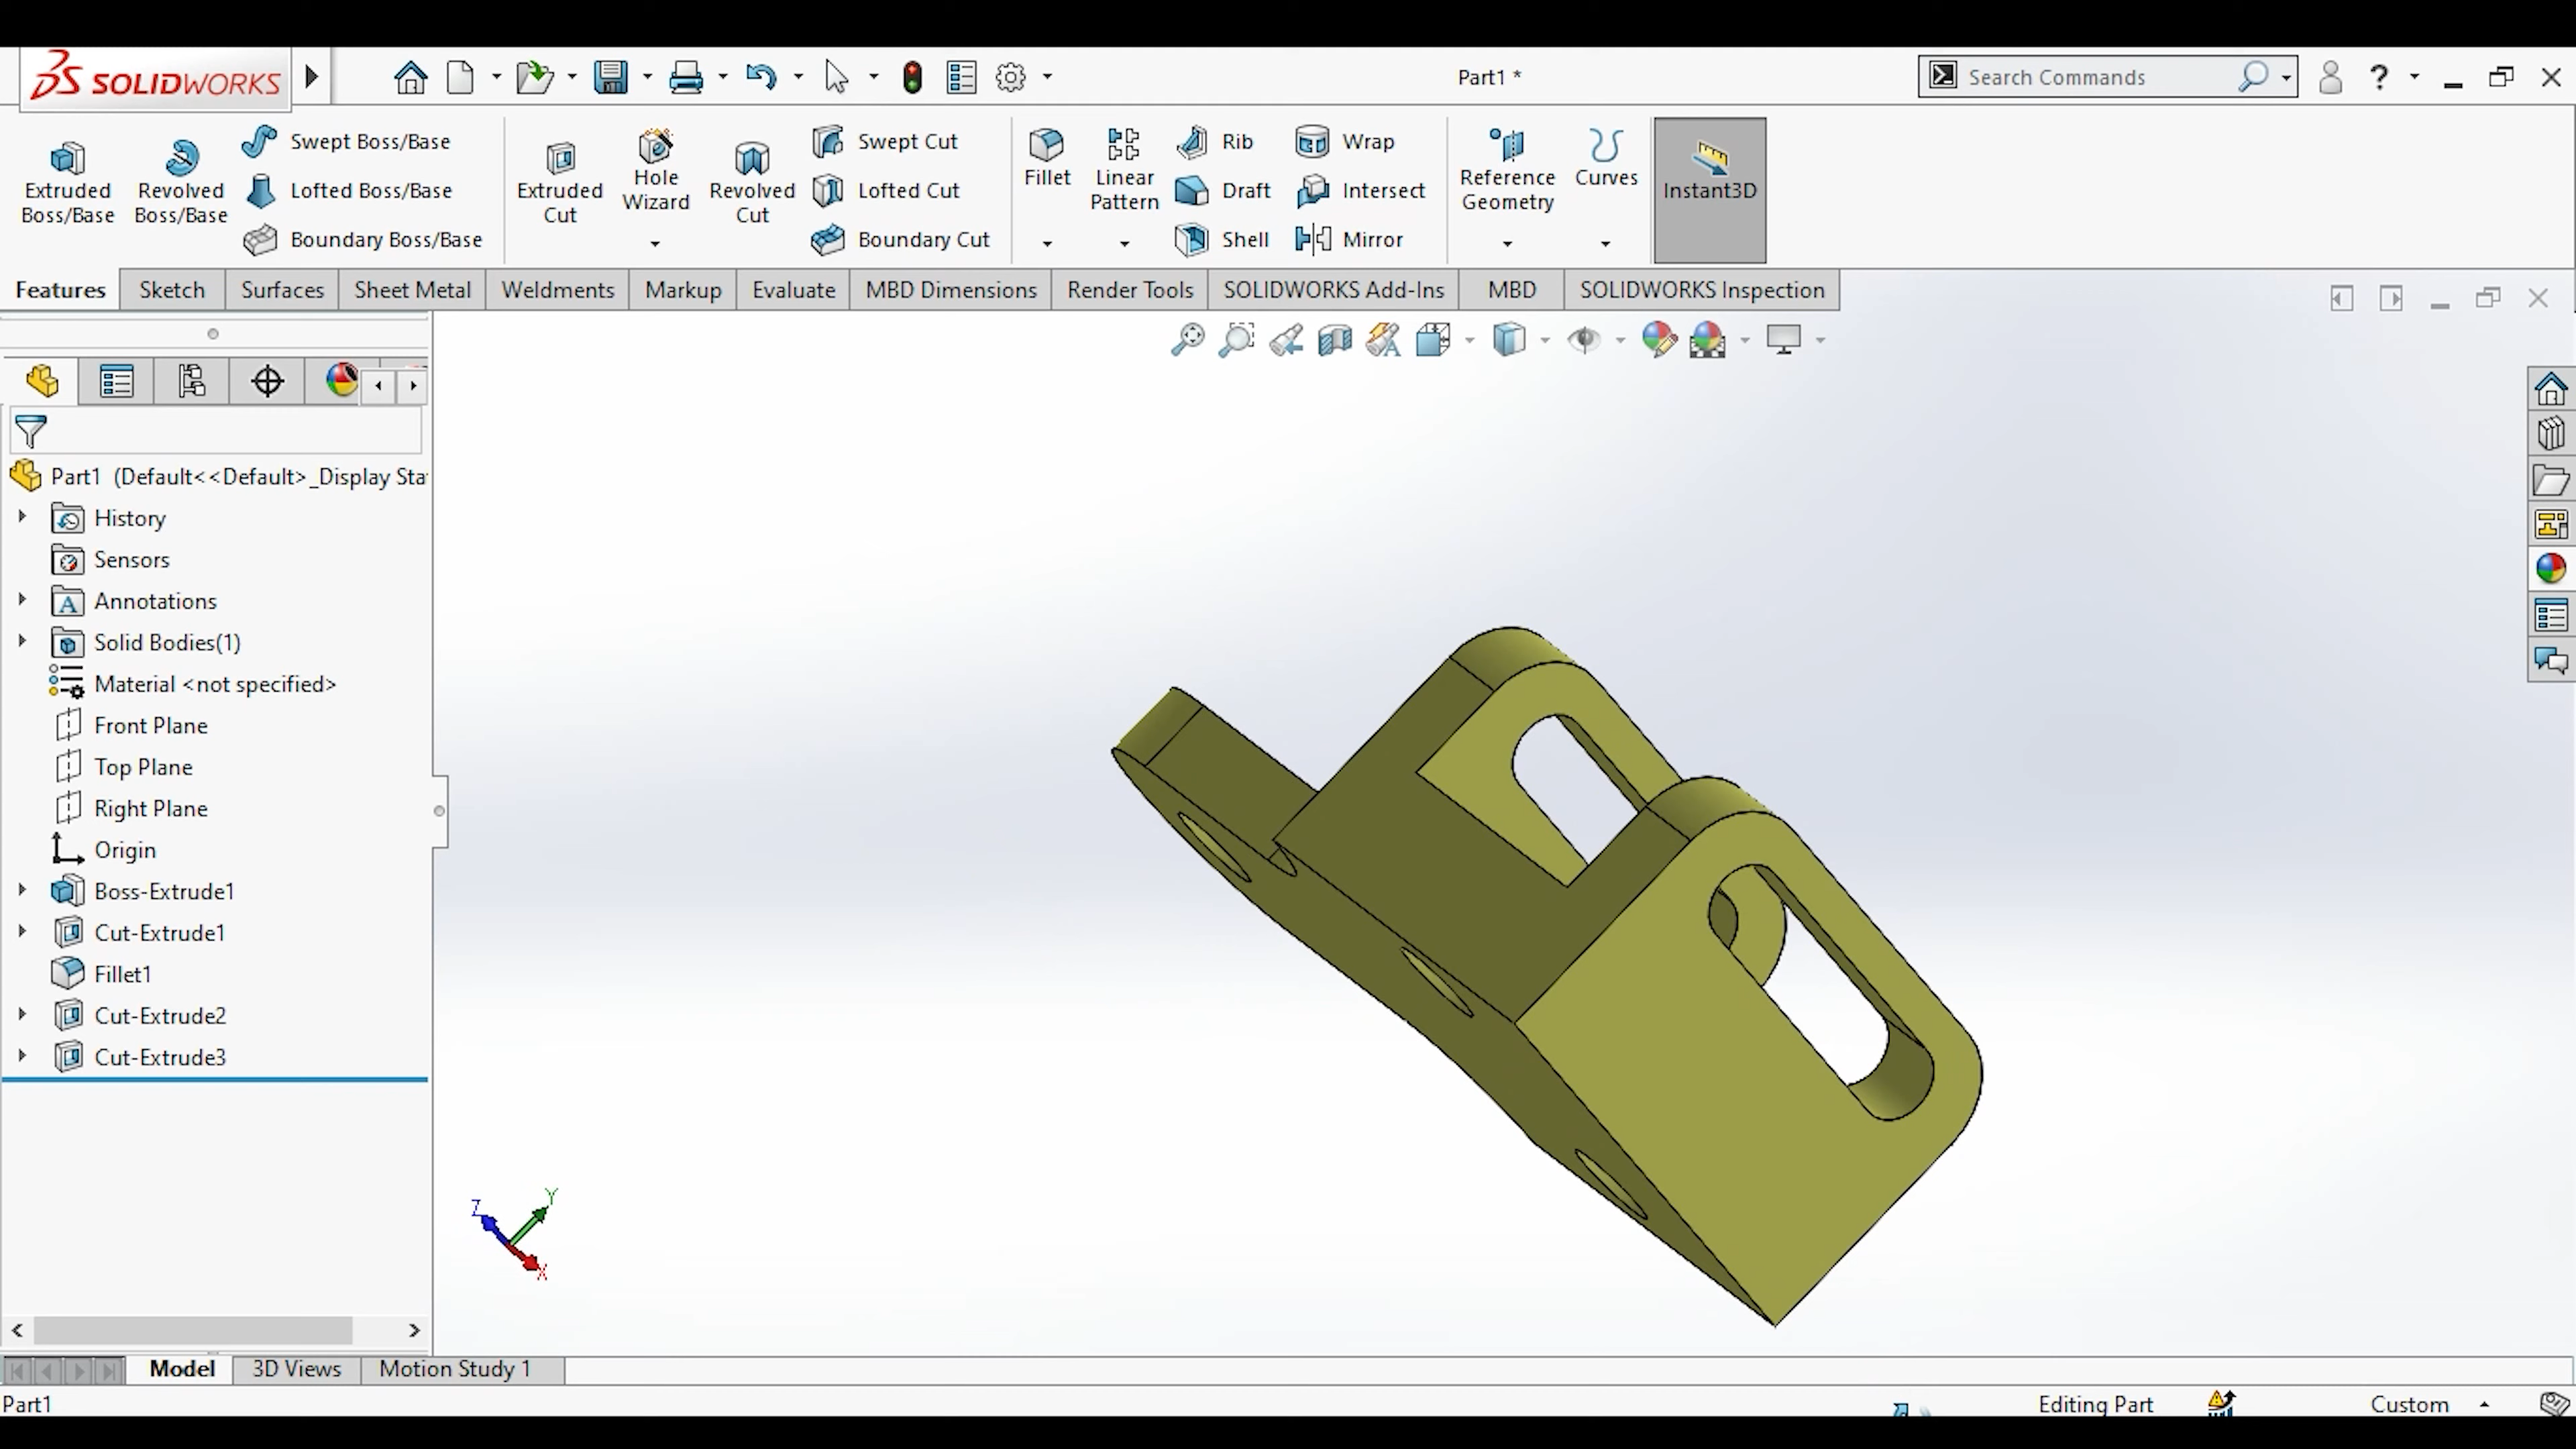 SOLIDWORKS
Part1 *
Search Commands
Extruded Boss/Base
Revolved Boss/Base
Swept Boss/Base
Lofted Boss/Base
Boundary Boss/Base
Extruded Cut
Hole Wizard
Revolved Cut
Swept Cut
Lofted Cut
Boundary Cut
Fillet
Linear Pattern
Rib
Draft
Shell
Wrap
Intersect
Mirror
Reference Geometry
Curves
Instant3D
Features
Sketch
Surfaces
Sheet Metal
Weldments
Markup
Evaluate
MBD Dimensions
Render Tools
SOLIDWORKS Add-Ins
MBD
SOLIDWORKS Inspection
Part1 (Default<<Default>_Display Sta
History
Sensors
Annotations
Solid Bodies(1)
Material <not specified>
Front Plane
Top Plane
Right Plane
Origin
Boss-Extrude1
Cut-Extrude1
Fillet1
Cut-Extrude2
Cut-Extrude3
Z
Y
X
Model
3D Views
Motion Study 1
Part1
Editing Part
Custom